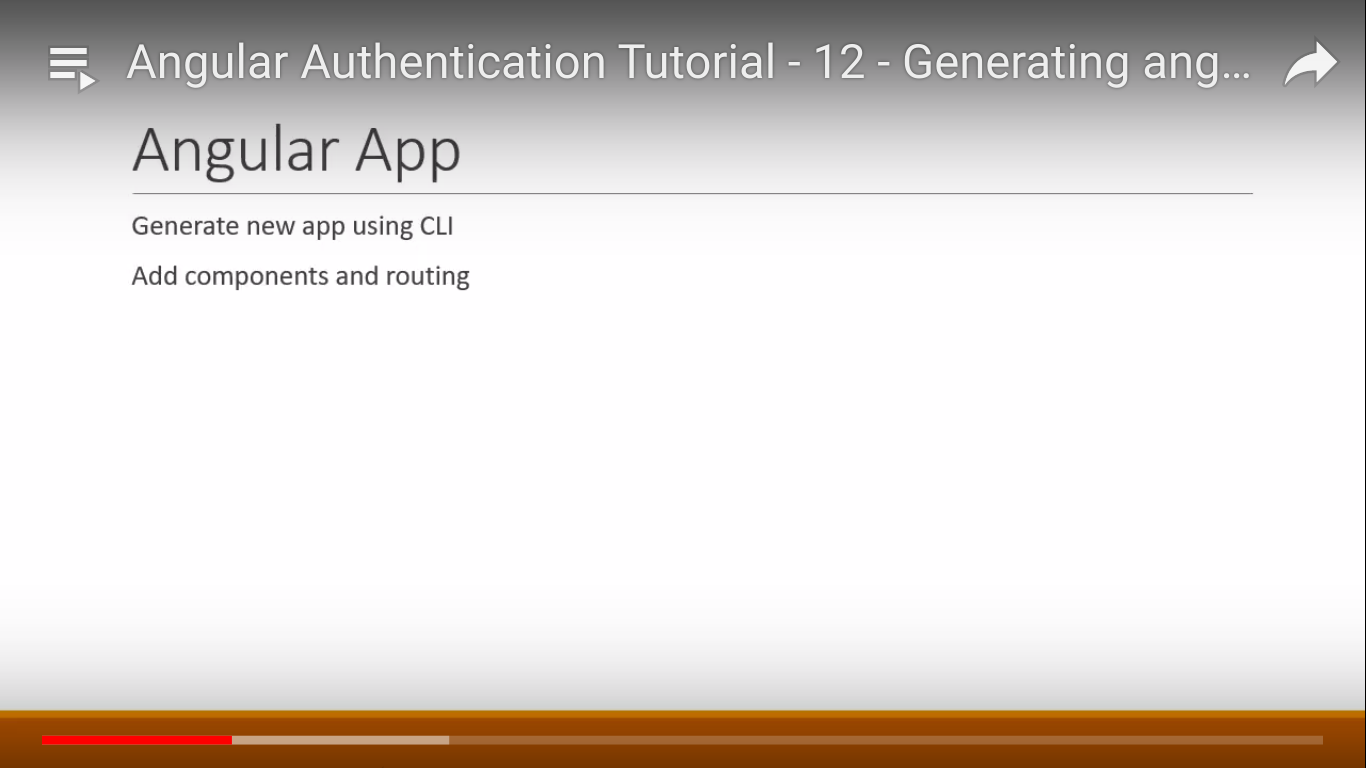 Angular Authentication Tutorial - 12 - Generating ang...
Angular App
Generate new app using CLI
Add components and routing